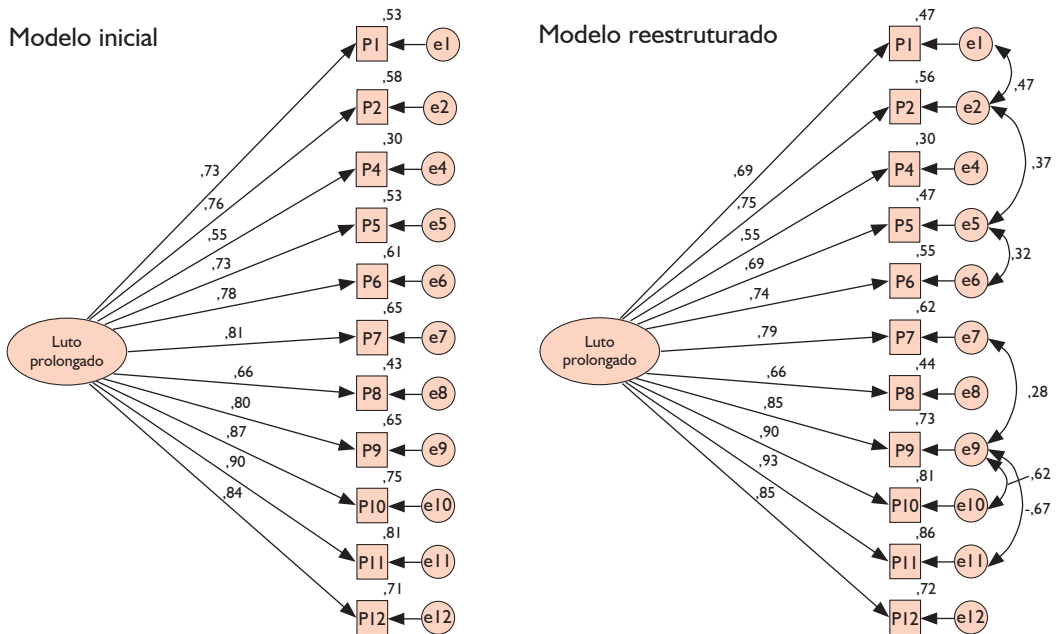 Modelo inicial
,53
P1
e1
,58
P2
e2
,30
P4
e4
,53
P5
e5
,61
P6
e6
,65
P7
e7
,43
P8
e8
,65
P9
e9
,75
P10
e10
,81
P11
e11
,71
P12
e12
,73
,76
,55
,73
,78
,81
,66
,80
,87
,90
,84
Luto
prolongado
Modelo reestruturado
,47
P1
e1
,56
P2
e2
,30
P4
e4
,47
P5
e5
,55
P6
e6
,62
P7
e7
,44
P8
e8
,73
P9
e9
,81
P10
e10
,86
P11
e11
,72
P12
e12
,69
,75
,55
,69
,74
,79
,66
,85
,90
,93
,85
Luto
prolongado
,47
,37
,32
,28
,62
-,67